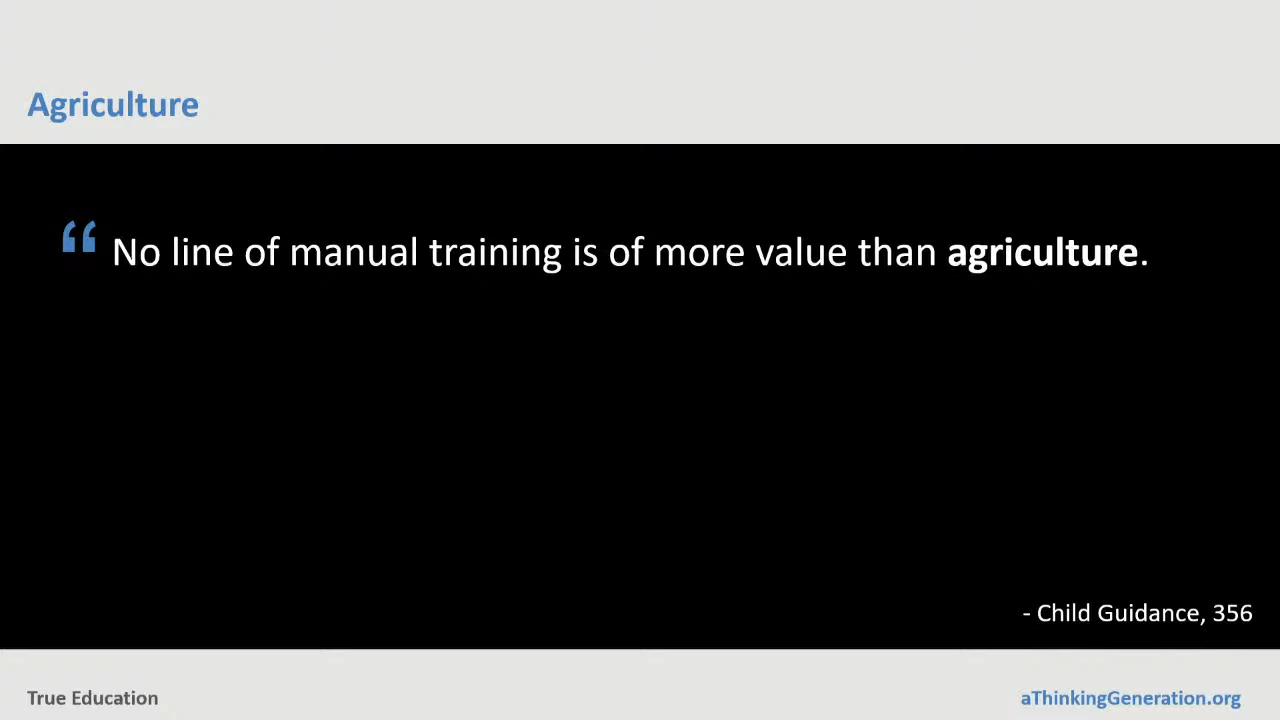 Agriculture
“ No line of manual training is of more value than agriculture.
- Child Guidance, 356
True Education
aThinkingGeneration.org